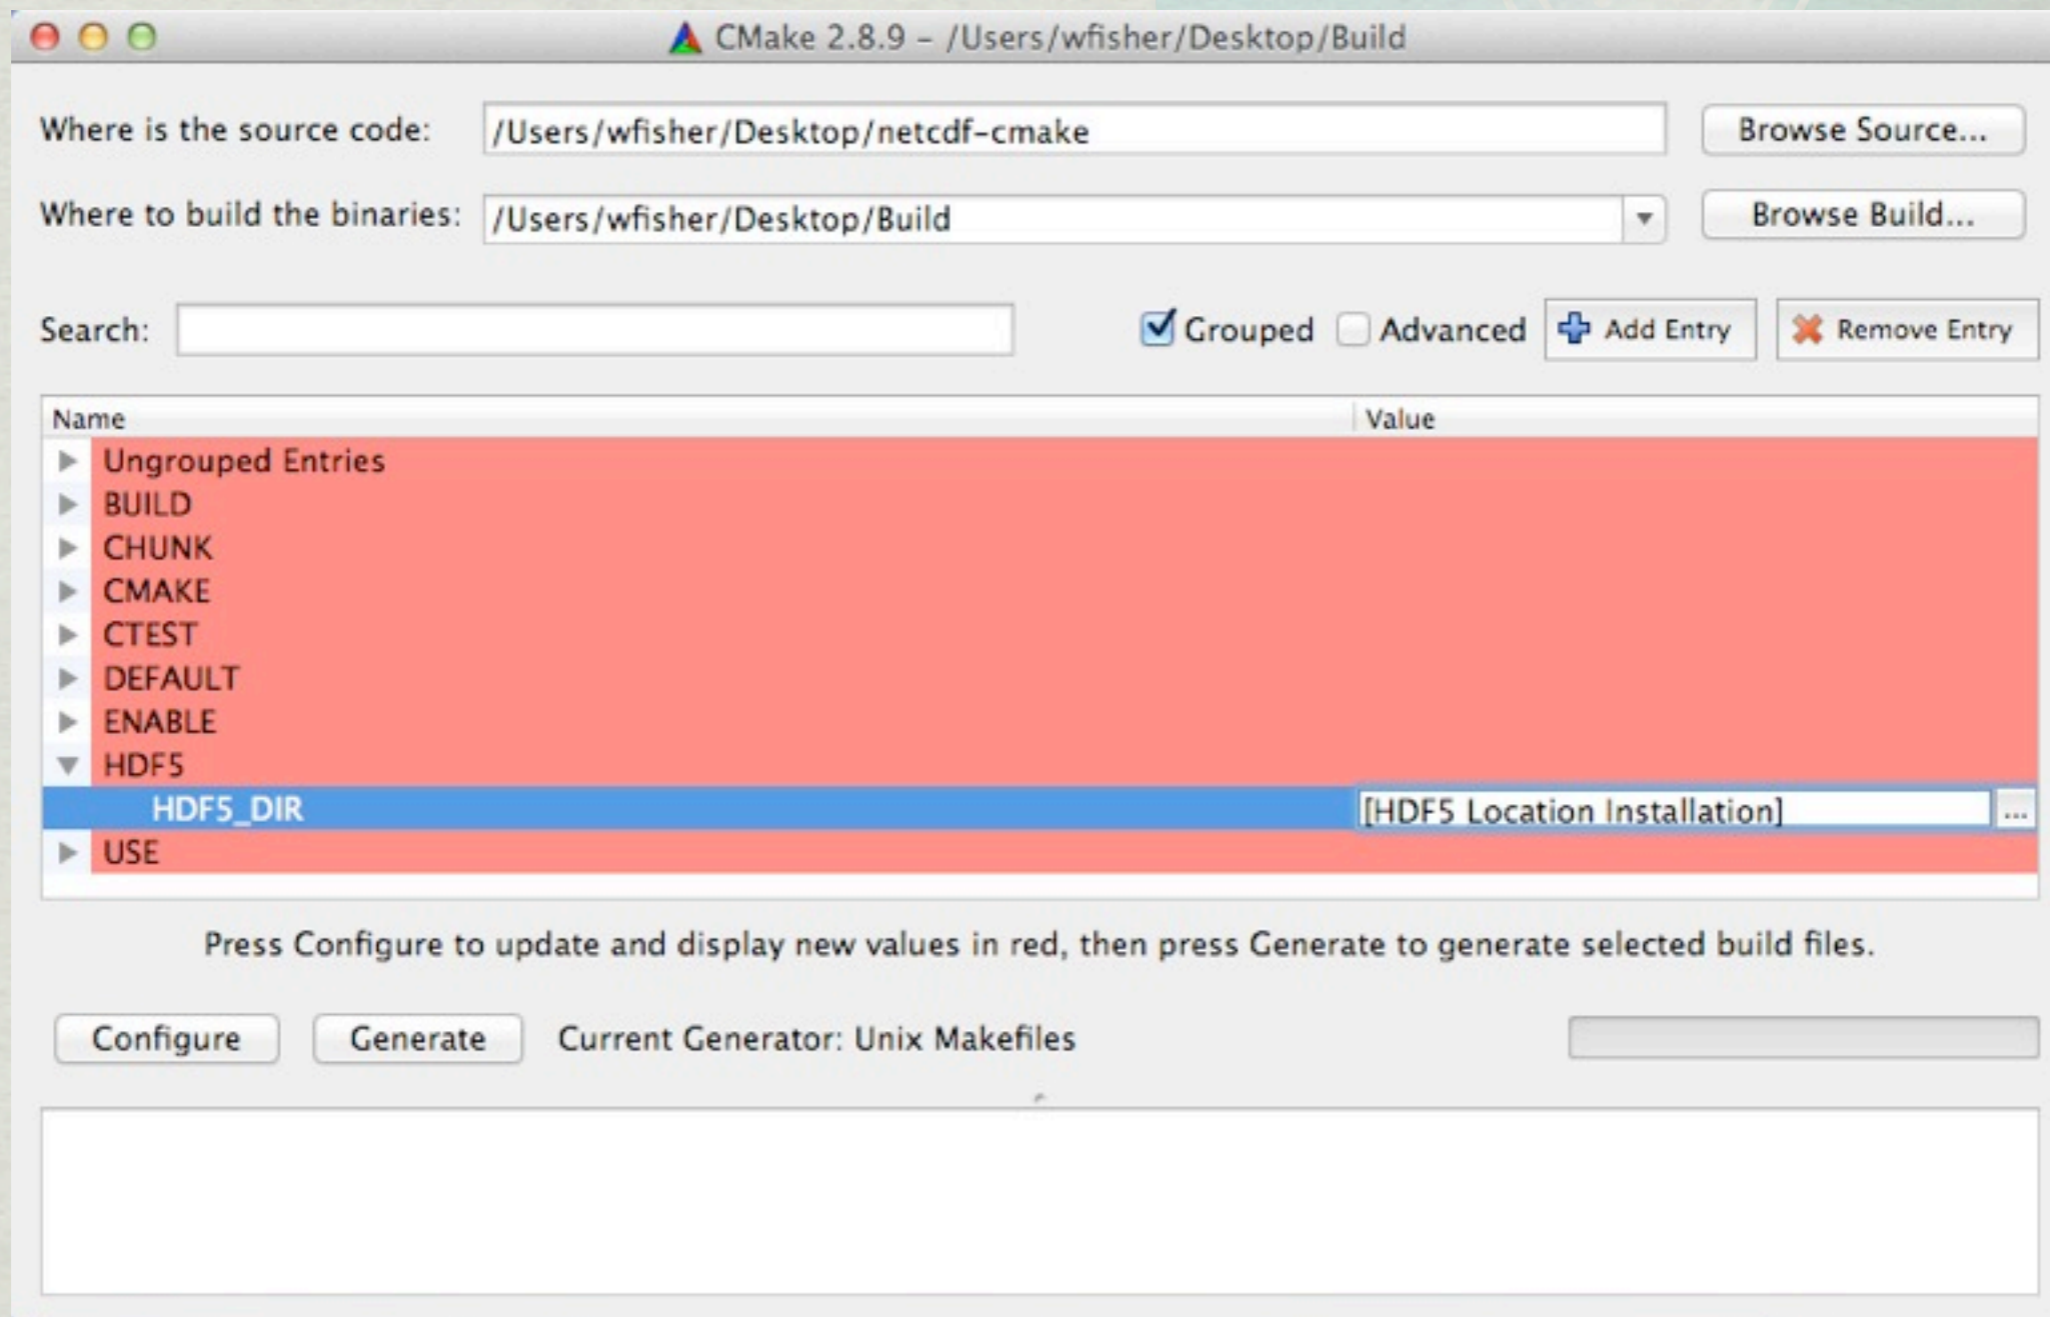 CMake 2.8.9 – /Users/wfisher/Desktop/Build
Where is the source code: /Users/wfisher/Desktop/netcdf-cmake Browse Source...
Where to build the binaries: /Users/wfisher/Desktop/Build Browse Build...
Search: Grouped Advanced Add Entry Remove Entry
Name Value
Ungrouped Entries
BUILD
CHUNK
CMAKE
CTEST
DEFAULT
ENABLE
HDF5
HDF5_DIR [HDF5 Location Installation] ...
USE
Press Configure to update and display new values in red, then press Generate to generate selected build files.
Configure Generate Current Generator: Unix Makefiles